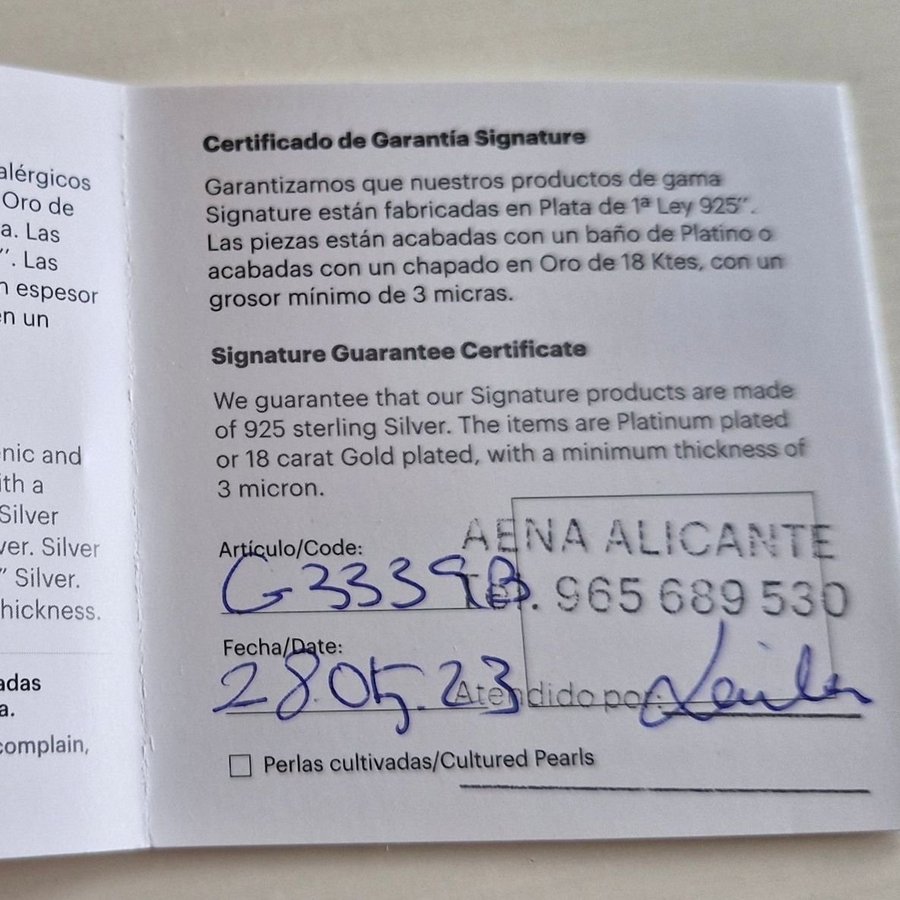 alérgicos
Oro de
a. Las
″. Las
n espesor
en un
nic and
ith a
Silver
ver. Silver
″ Silver.
hickness.
adas
a.
complain,
Certificado de Garantía Signature
Garantizamos que nuestros productos de gama
Signature están fabricadas en Plata de 1ª Ley 925″.
Las piezas están acabadas con un baño de Platino o
acabadas con un chapado en Oro de 18 Ktes, con un
grosor mínimo de 3 micras.
Signature Guarantee Certificate
We guarantee that our Signature products are made
of 925 sterling Silver. The items are Platinum plated
or 18 carat Gold plated, with a minimum thickness of
3 micron.
AENA ALICANTE
Artículo/Code:
G3339B
Tel. 965 689 530
Fecha/Date:
28.05.23
Atendido por:
Perlas cultivadas/Cultured Pearls